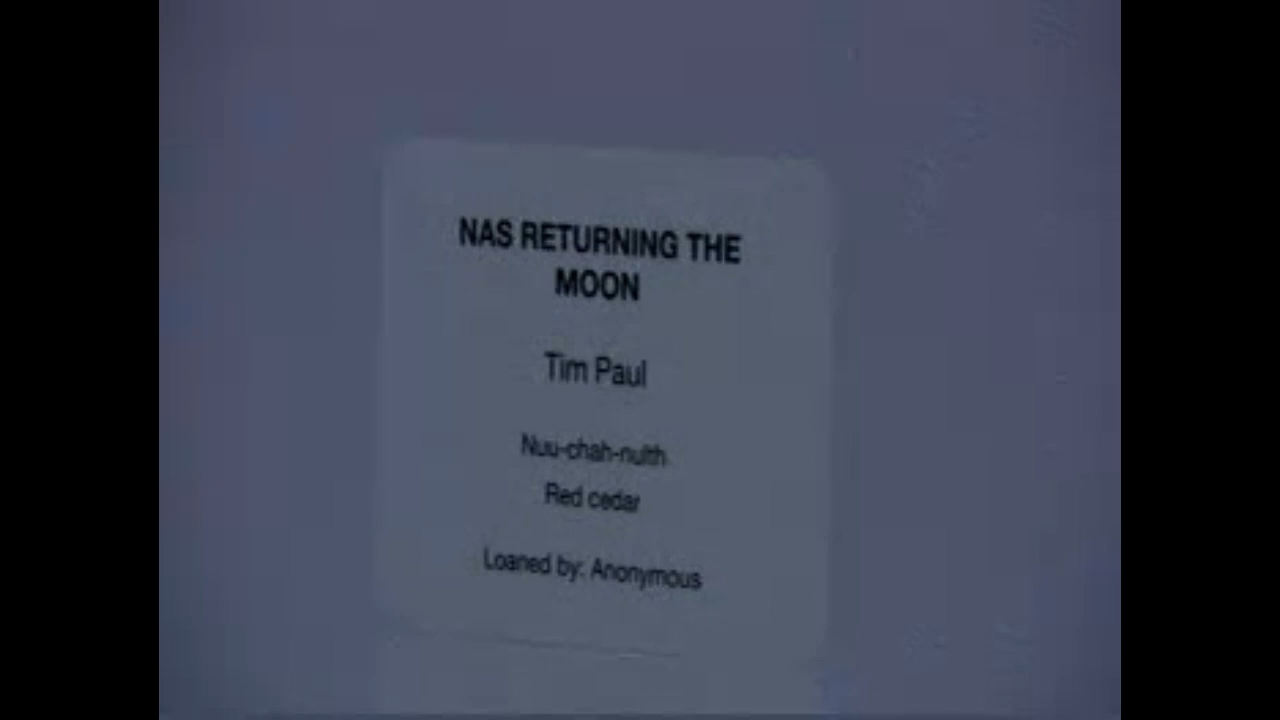 NAS RETURNING THE
MOON
Tim Paul
Nuu-chah-nulth
Red cedar
Loaned by: Anonymous